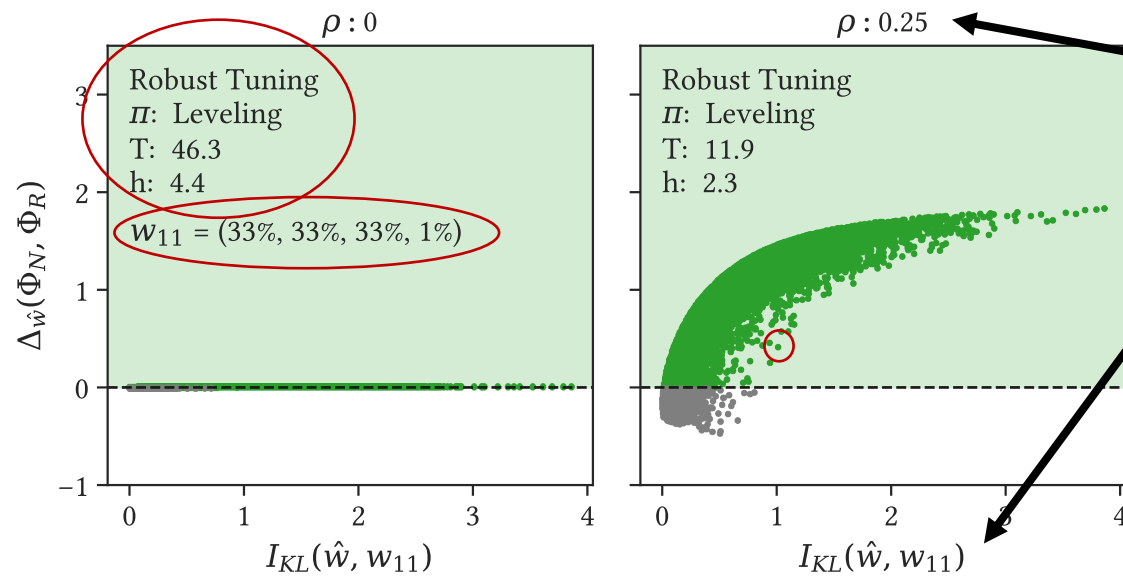 ρ : 0
ρ : 0.25
3
2
1
0
−1
Δŵ(ΦN, ΦR)
Robust Tuning
π: Leveling
T: 46.3
h: 4.4
w11 = (33%, 33%, 33%, 1%)
0 1 2 3 4
IKL(ŵ, w11)
Robust Tuning
π: Leveling
T: 11.9
h: 2.3
0 1 2 3 4
IKL(ŵ, w11)